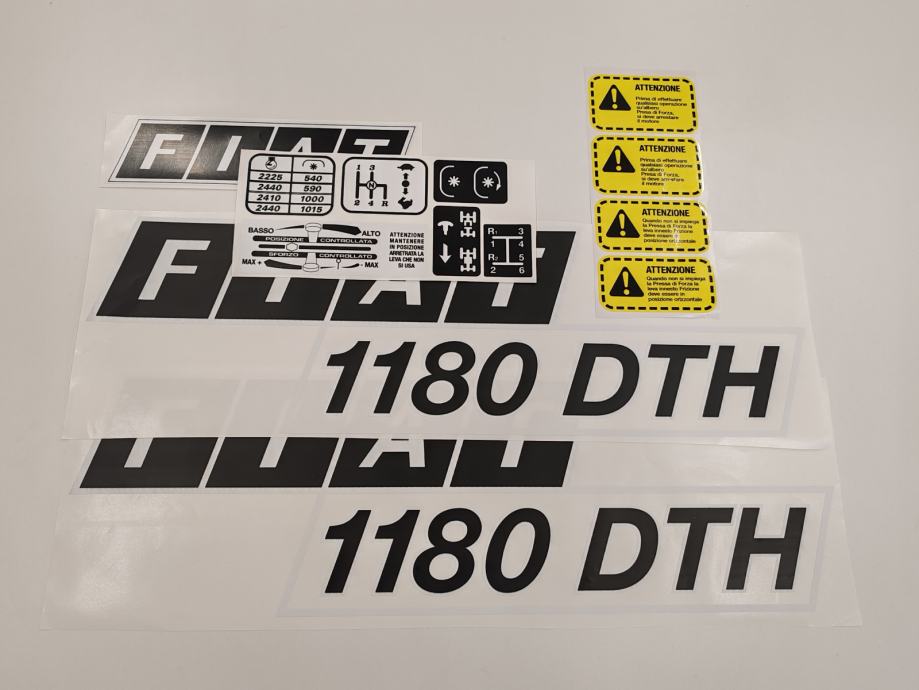 FIAT
2225 540
2440 590
2410 1000
2440 1015
1 3
N
2 4 R
BASSO ALTO
POSIZIONE CONTROLLATA
SFORZO CONTROLLATO
MAX + - MAX
ATTENZIONE
MANTENERE
IN POSIZIONE
ARRETRATA LA
LEVA CHE NON
SI USA
R1 3
1 4
R2 5
2 6
ATTENZIONE
Prima di effettuare
qualsiasi operazione
su'albero
Presa di Forza,
si deve arrestare
il motore
ATTENZIONE
Prima di effettuare
qualsiasi operazione
su'albero
Presa di Forza,
si deve arrestare
il motore
ATTENZIONE
Quando non si impiega
la Pressa di Forza la
leva innesto Frizione
deve essere in
posizione orizzontale
ATTENZIONE
Quando non si impiega
la Pressa di Forza la
leva innesto Frizione
deve essere in
posizione orizzontale
FIAT
1180 DTH
FIAT
1180 DTH